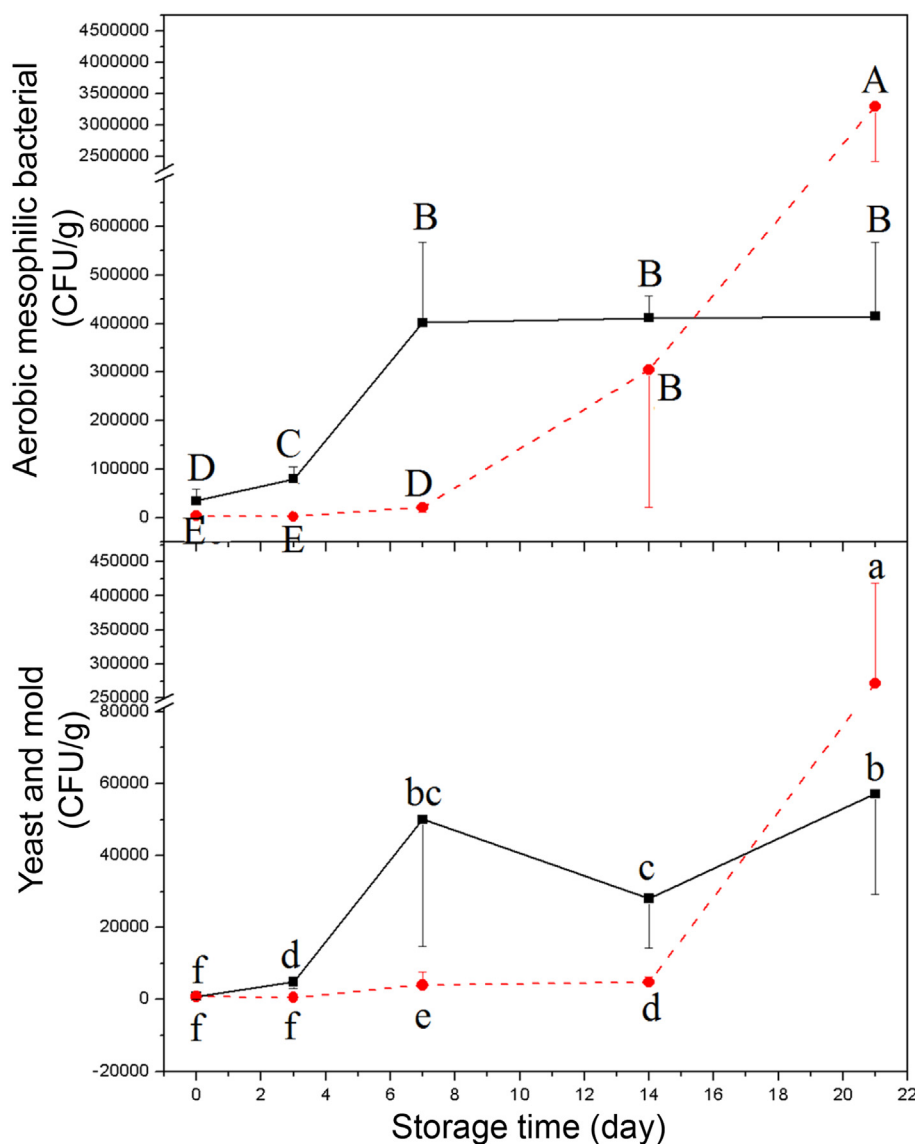 4500000
4000000
3500000
3000000
2500000
600000
500000
400000
300000
200000
100000
0
Aerobic mesophilic bacterial
(CFU/g)
D
C
B
B
B
A
E
E
D
B
450000
400000
350000
300000
250000
80000
60000
40000
20000
0
-20000
Yeast and mold
(CFU/g)
f
d
bc
c
b
a
f
f
e
d
0 2 4 6 8 10 12 14 16 18 20 22
Storage time (day)